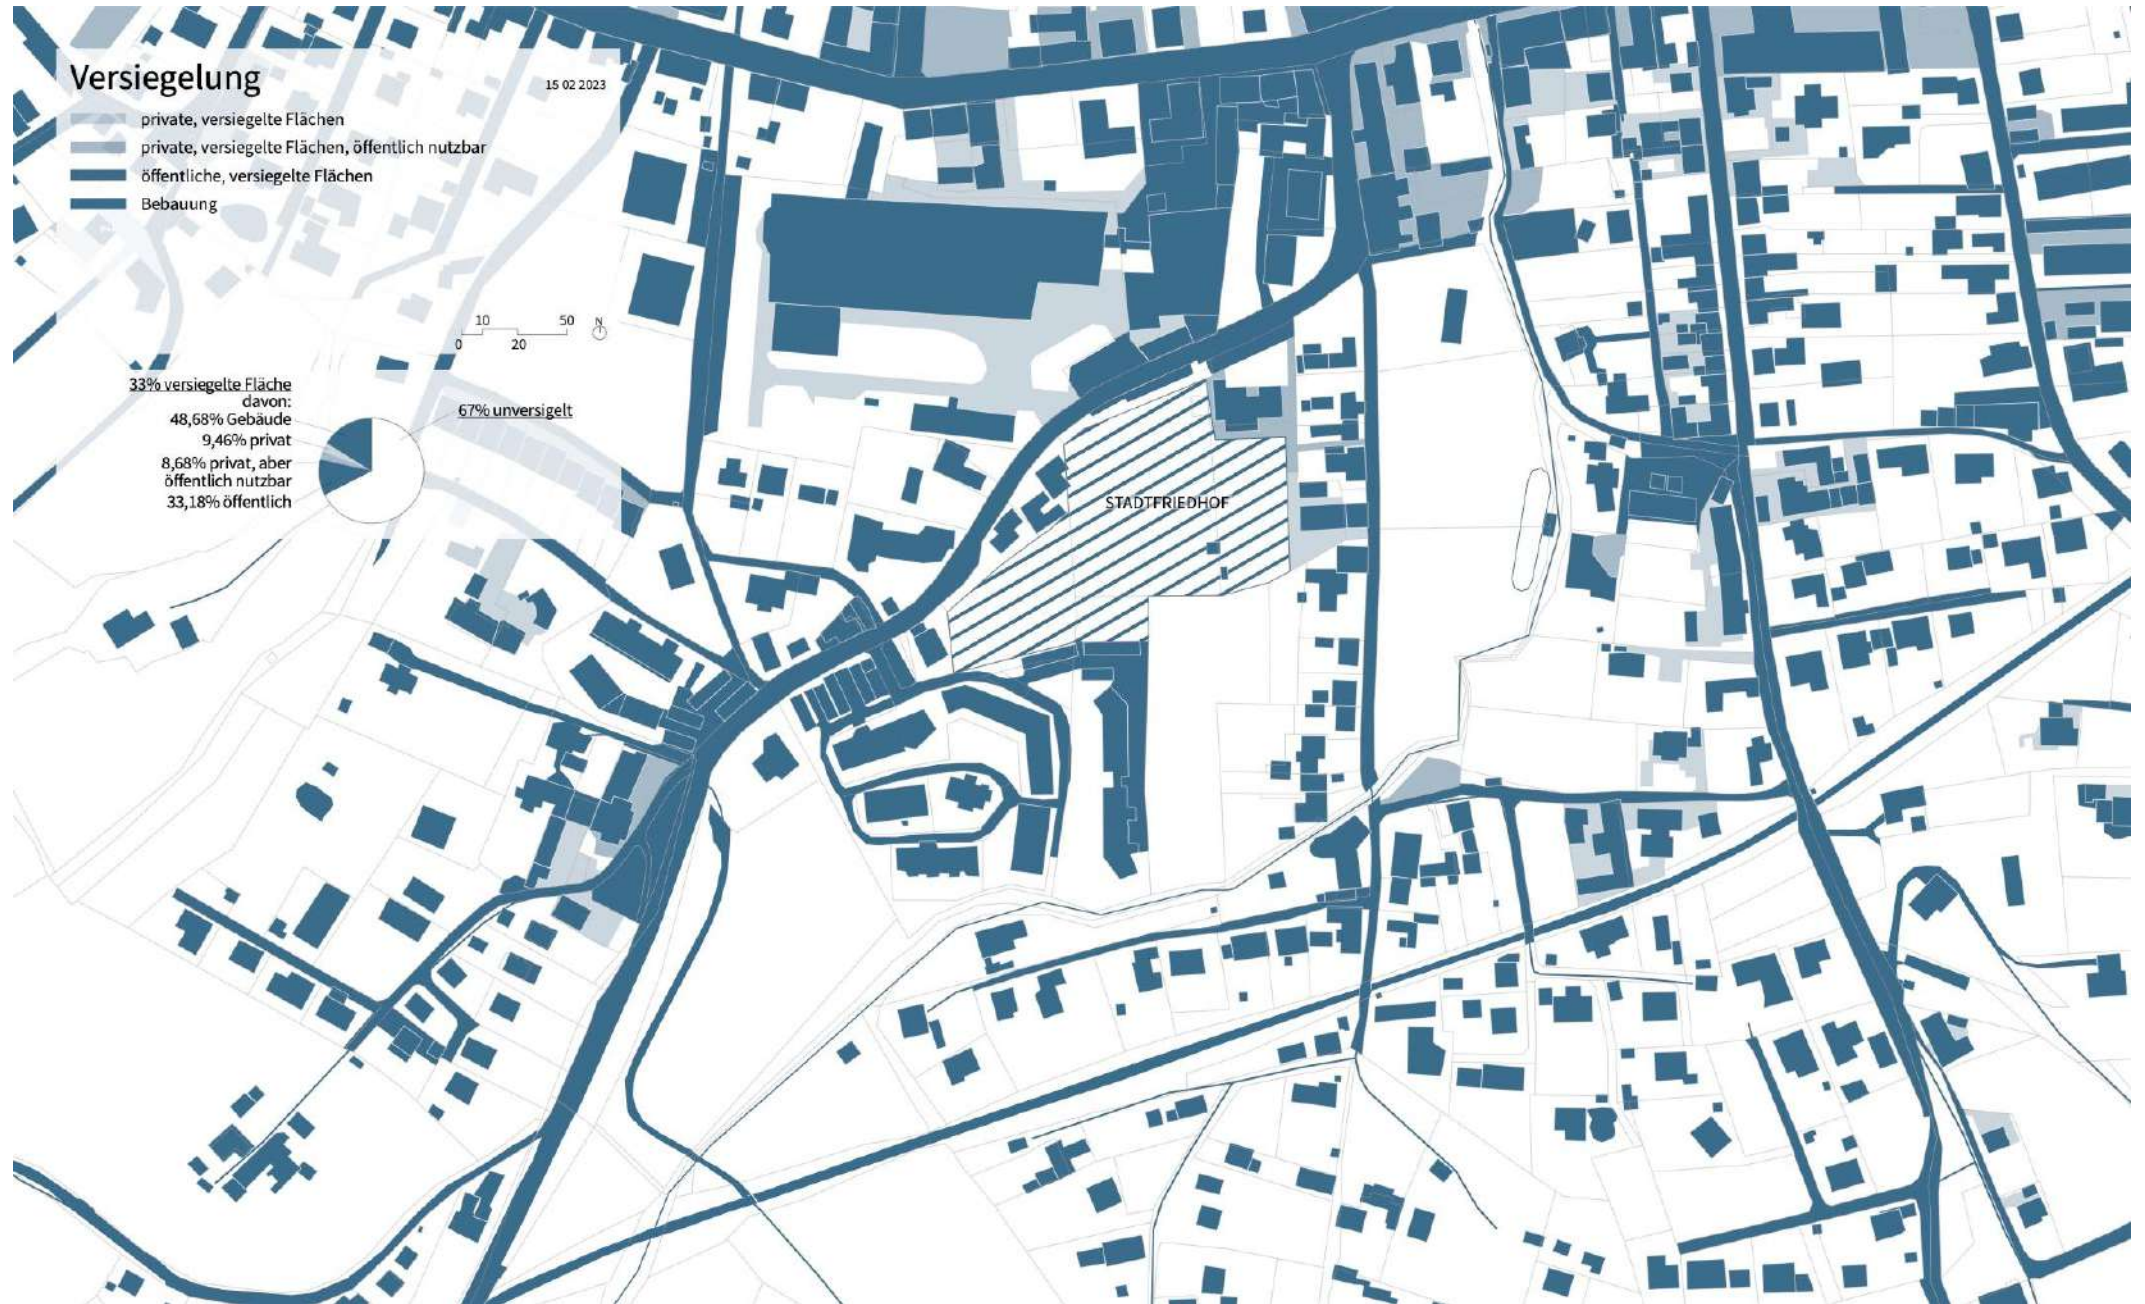 Versiegelung
15 02 2023
private, versiegelte Flächen
private, versiegelte Flächen, öffentlich nutzbar
öffentliche, versiegelte Flächen
Bebauung
10 50 N
0 20
33% versiegelte Fläche
davon:
48,68% Gebäude
9,46% privat
8,68% privat, aber
öffentlich nutzbar
33,18% öffentlich
67% unversigelt
STADTFRIEDHOF